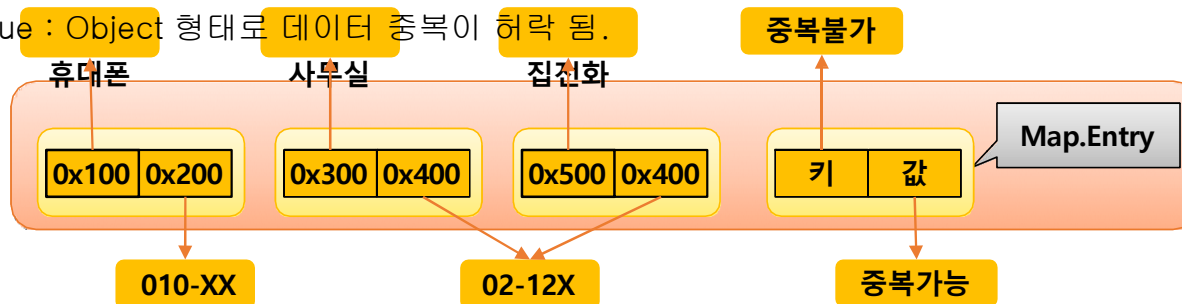 ue : Object 형태로 데이터 중복이 허락 됨.
중복불가
휴대폰 사무실 집전화
Map.Entry
0x100 0x200 0x300 0x400 0x500 0x400 키 값
010-XX 02-12X 중복가능